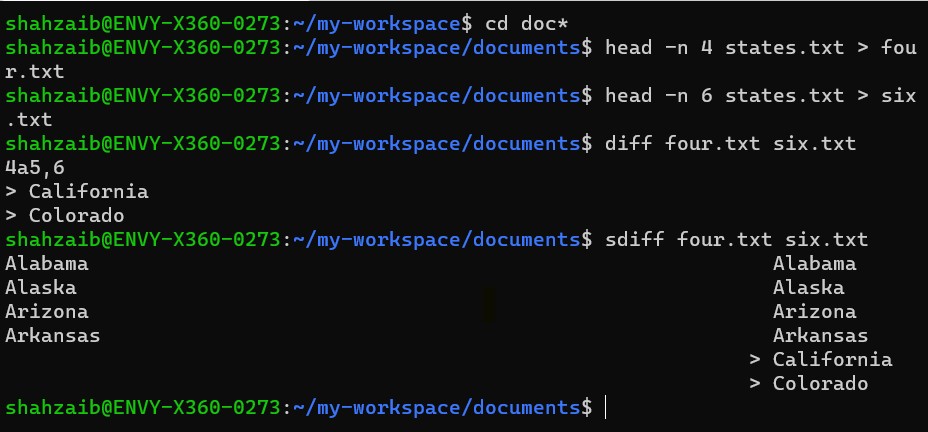 shahzaib@ENVY-X360-0273:~/my-workspace$ cd doc*
shahzaib@ENVY-X360-0273:~/my-workspace/documents$ head -n 4 states.txt > fou
r.txt
shahzaib@ENVY-X360-0273:~/my-workspace/documents$ head -n 6 states.txt > six
.txt
shahzaib@ENVY-X360-0273:~/my-workspace/documents$ diff four.txt six.txt
4a5,6
> California
> Colorado
shahzaib@ENVY-X360-0273:~/my-workspace/documents$ sdiff four.txt six.txt
Alabama                                                         Alabama
Alaska                                                          Alaska
Arizona                                                         Arizona
Arkansas                                                        Arkansas
                                                              > California
                                                              > Colorado
shahzaib@ENVY-X360-0273:~/my-workspace/documents$